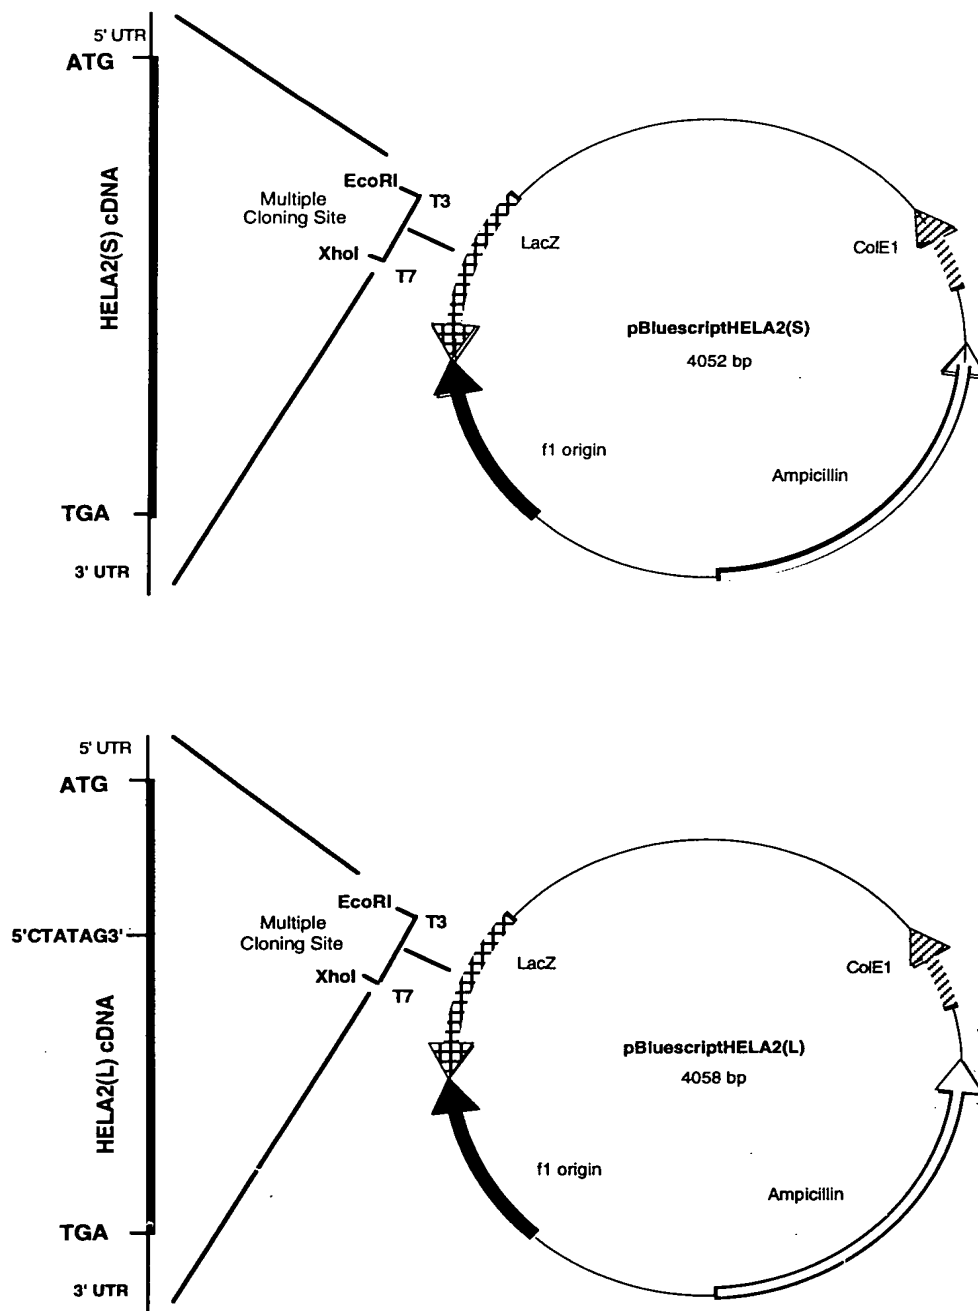 5' UTR
ATG
HELA2(S) cDNA
TGA
3' UTR
EcoRI
Multiple
Cloning Site
T3
XhoI
T7
LacZ
ColE1
pBluescriptHELA2(S)
4052 bp
f1 origin
Ampicillin
5' UTR
ATG
5'CTATAG3'
HELA2(L) cDNA
TGA
3' UTR
EcoRI
Multiple
Cloning Site
T3
XhoI
T7
LacZ
ColE1
pBluescriptHELA2(L)
4058 bp
f1 origin
Ampicillin